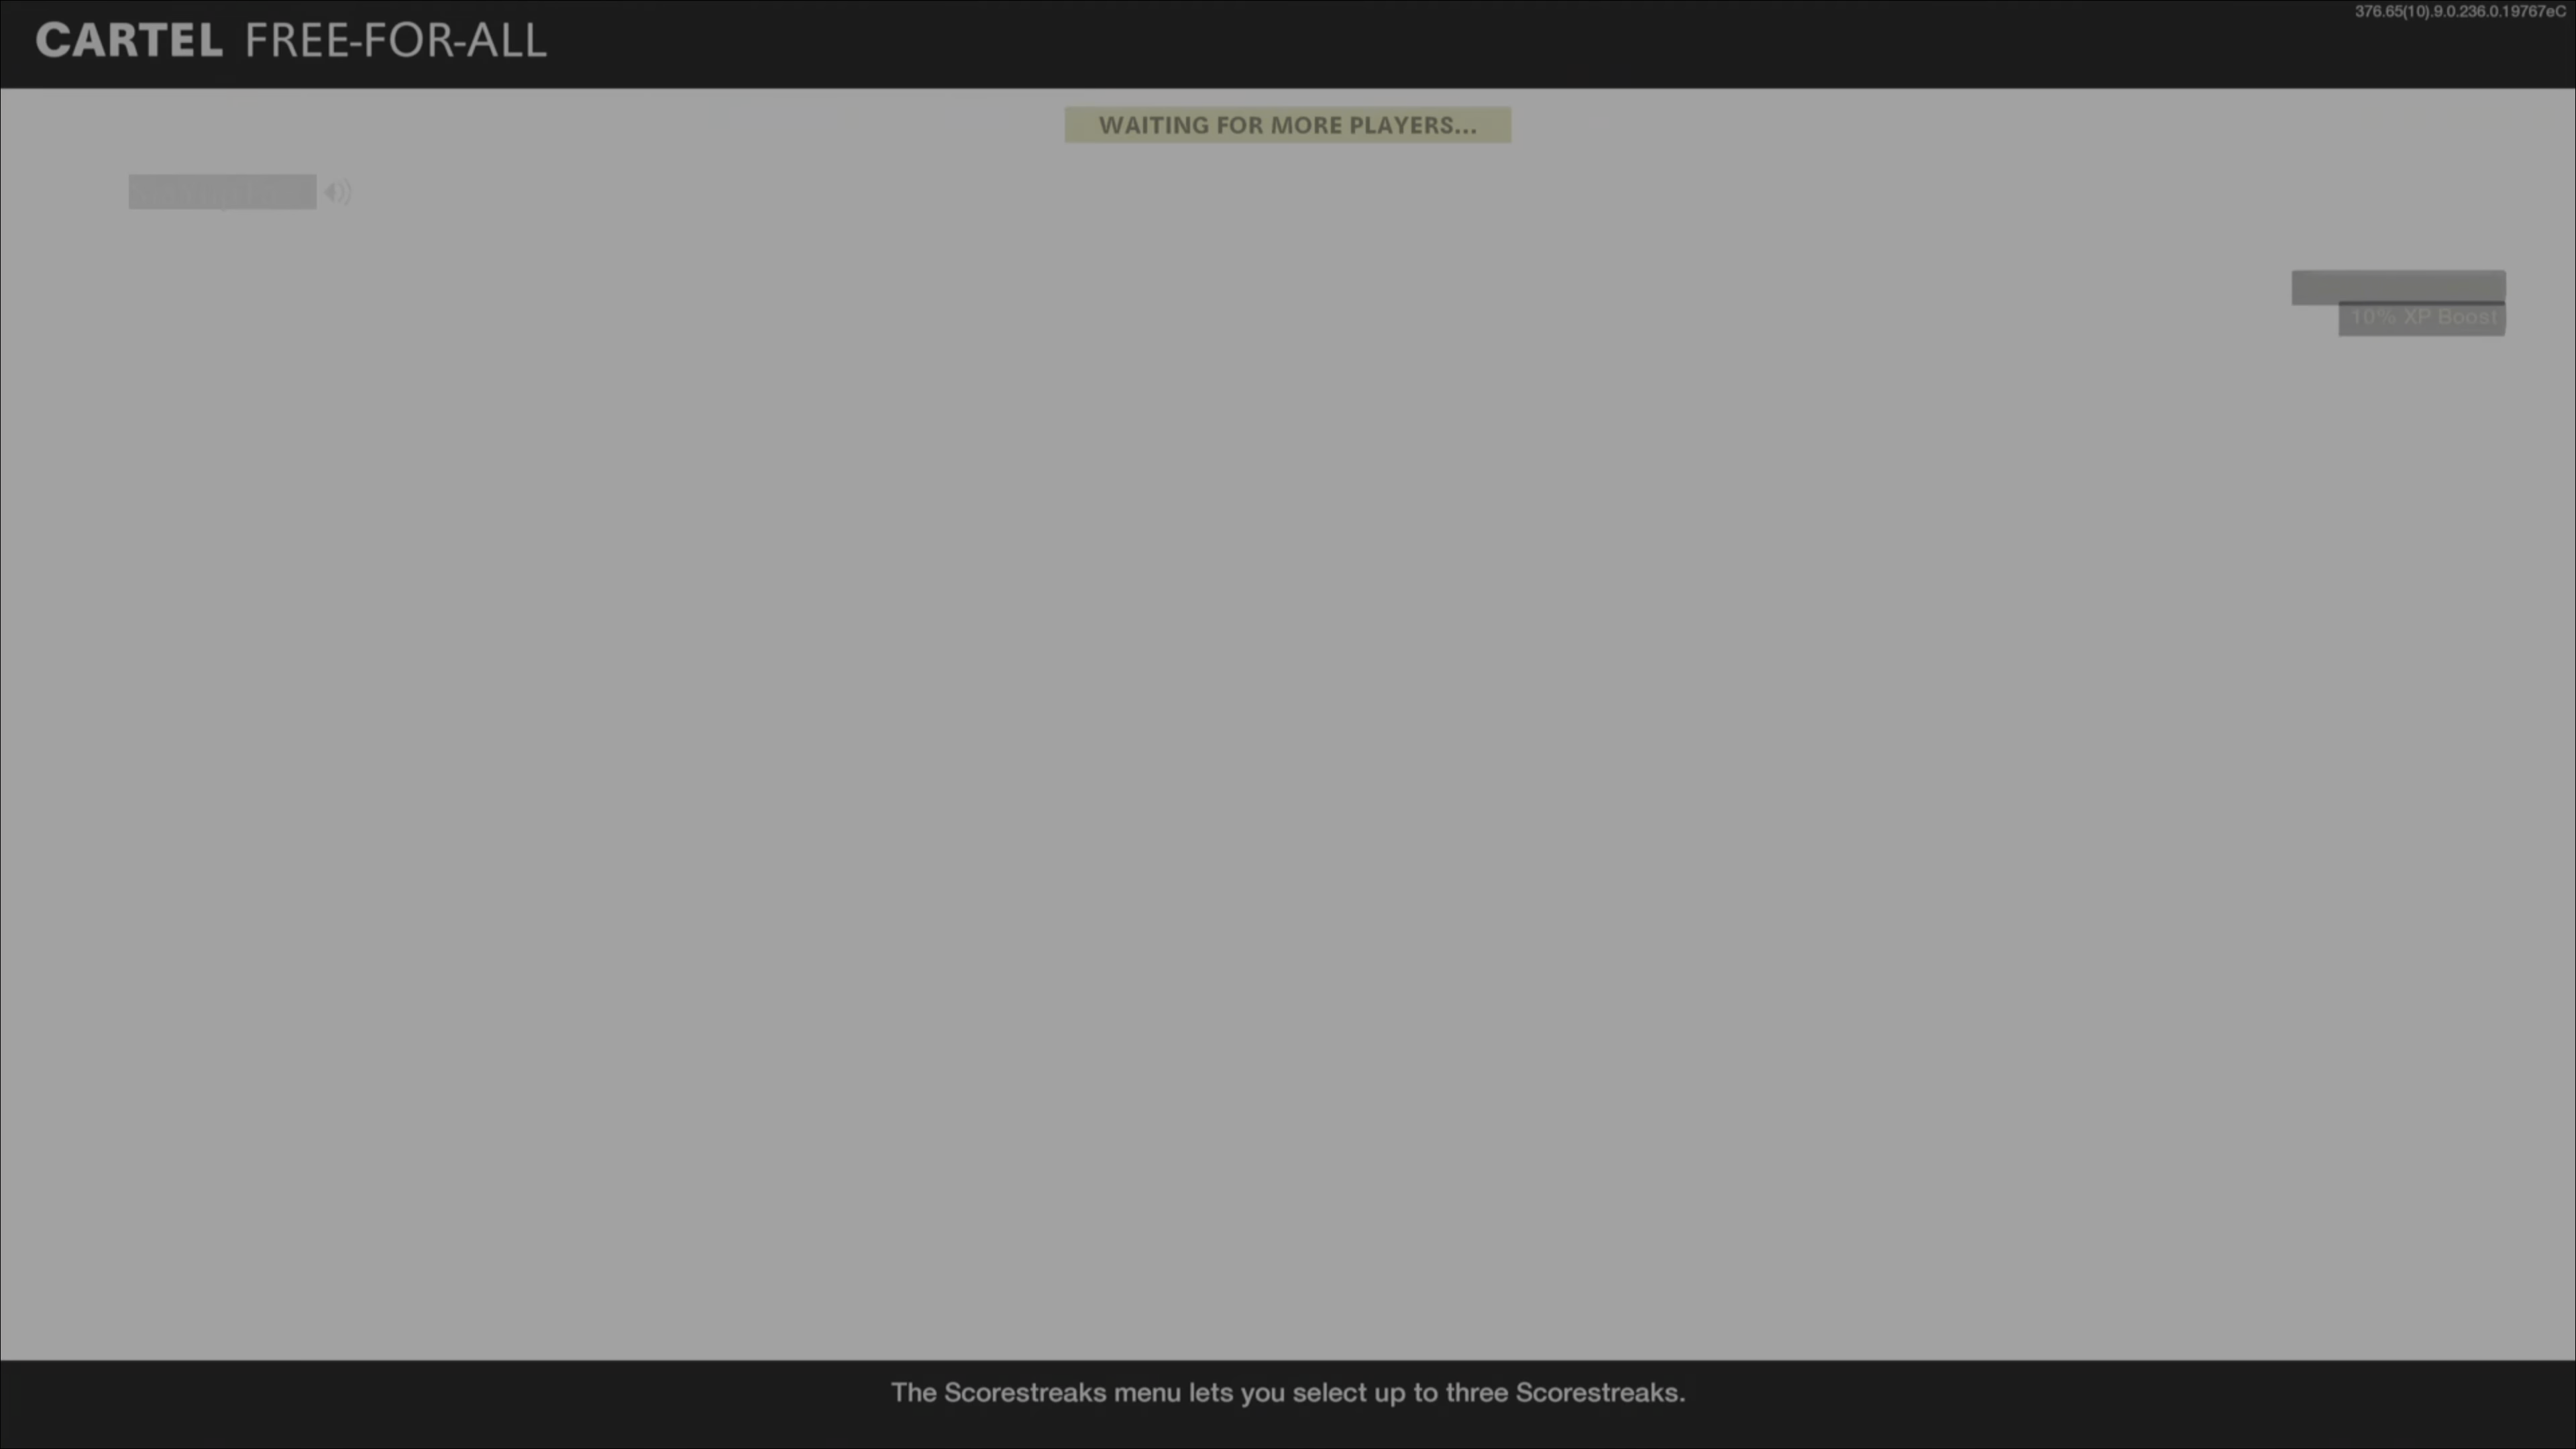 376.65(10).9.0.236.0.19767eC
CARTEL FREE-FOR-ALL
WAITING FOR MORE PLAYERS...
10% XP Boost
The Scorestreaks menu lets you select up to three Scorestreaks.